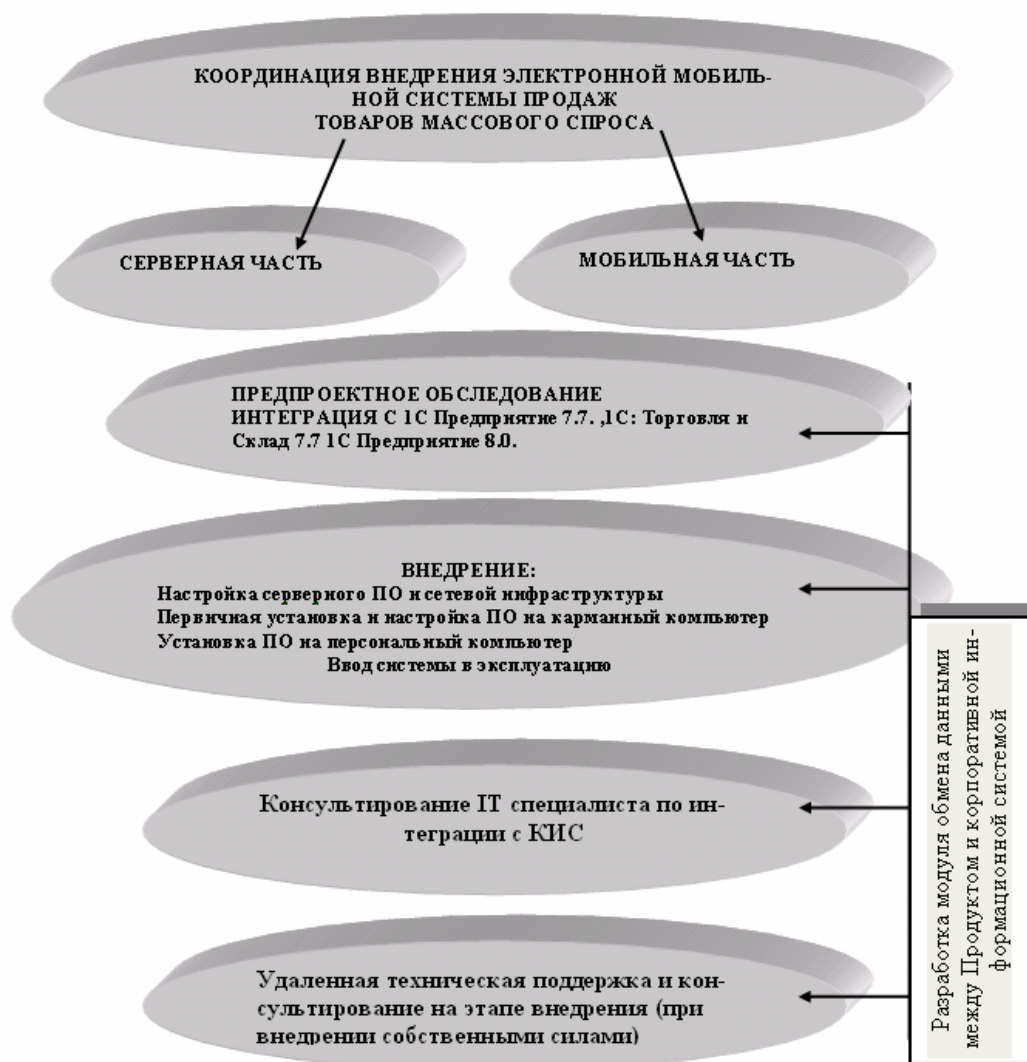 КООРДИНАЦИЯ ВНЕДРЕНИЯ ЭЛЕКТРОННОЙ МОБИЛЬ-
НОЙ СИСТЕМЫ ПРОДАЖ
ТОВАРОВ МАССОВОГО СПРОСА
СЕРВЕРНАЯ ЧАСТЬ
МОБИЛЬНАЯ ЧАСТЬ
ПРЕДПРОЕКТНОЕ ОБСЛЕДОВАНИЕ
ИНТЕГРАЦИЯ С 1С Предприятие 7.7. ,1С: Торговля и
Склад 7.7 1С Предприятие 8.0.
ВНЕДРЕНИЕ:
Настройка серверного ПО и сетевой инфраструктуры
Первичная установка и настройка ПО на карманный компьютер
Установка ПО на персональный компьютер
Ввод системы в эксплуатацию
Консультирование IT специалиста по ин-
теграции с КИС
Удаленная техническая поддержка и кон-
сультирование на этапе внедрения (при
внедрении собственными силами)
Разработка модуля обмена данными
между Продуктом и корпоративной ин-
формационной системой